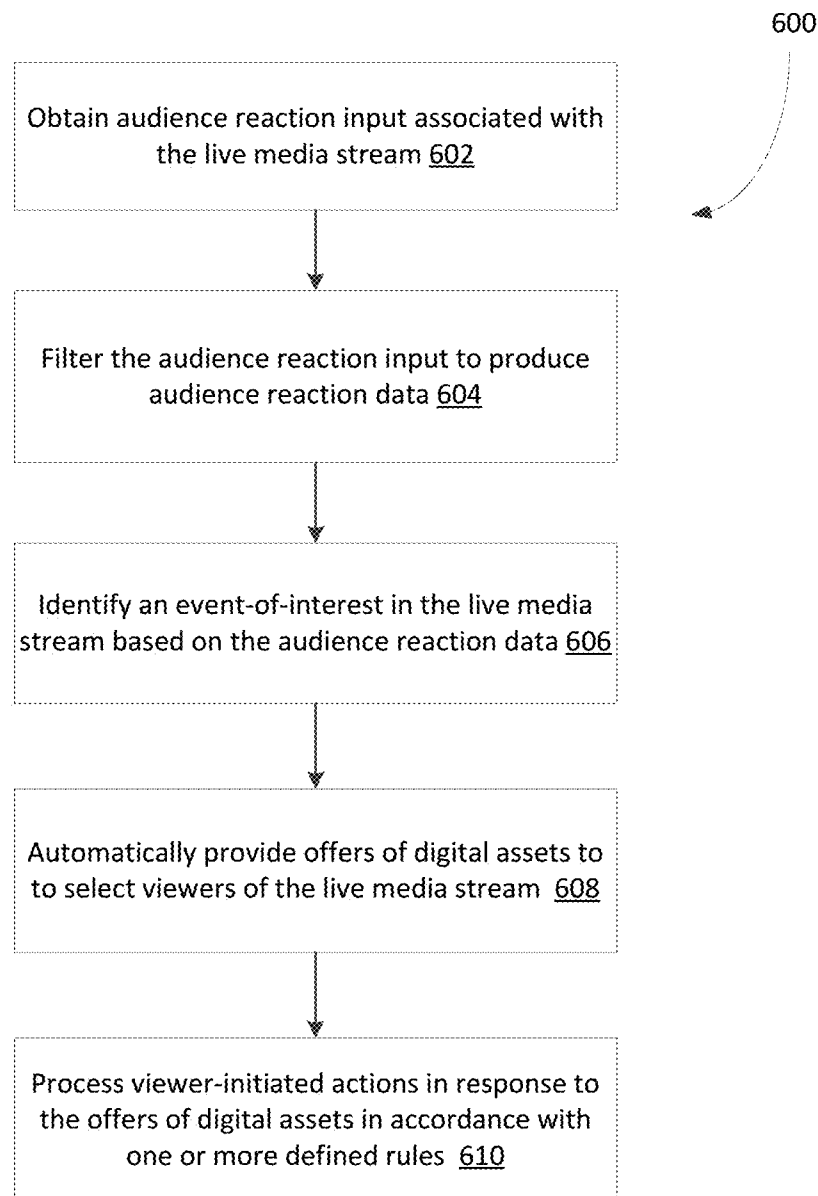 600
Obtain audience reaction input associated with
the live media stream 602
Filter the audience reaction input to produce
audience reaction data 604
Identify an event-of-interest in the live media
stream based on the audience reaction data 606
Automatically provide offers of digital assets to
to select viewers of the live media stream 608
Process viewer-initiated actions in response to
the offers of digital assets in accordance with
one or more defined rules 610